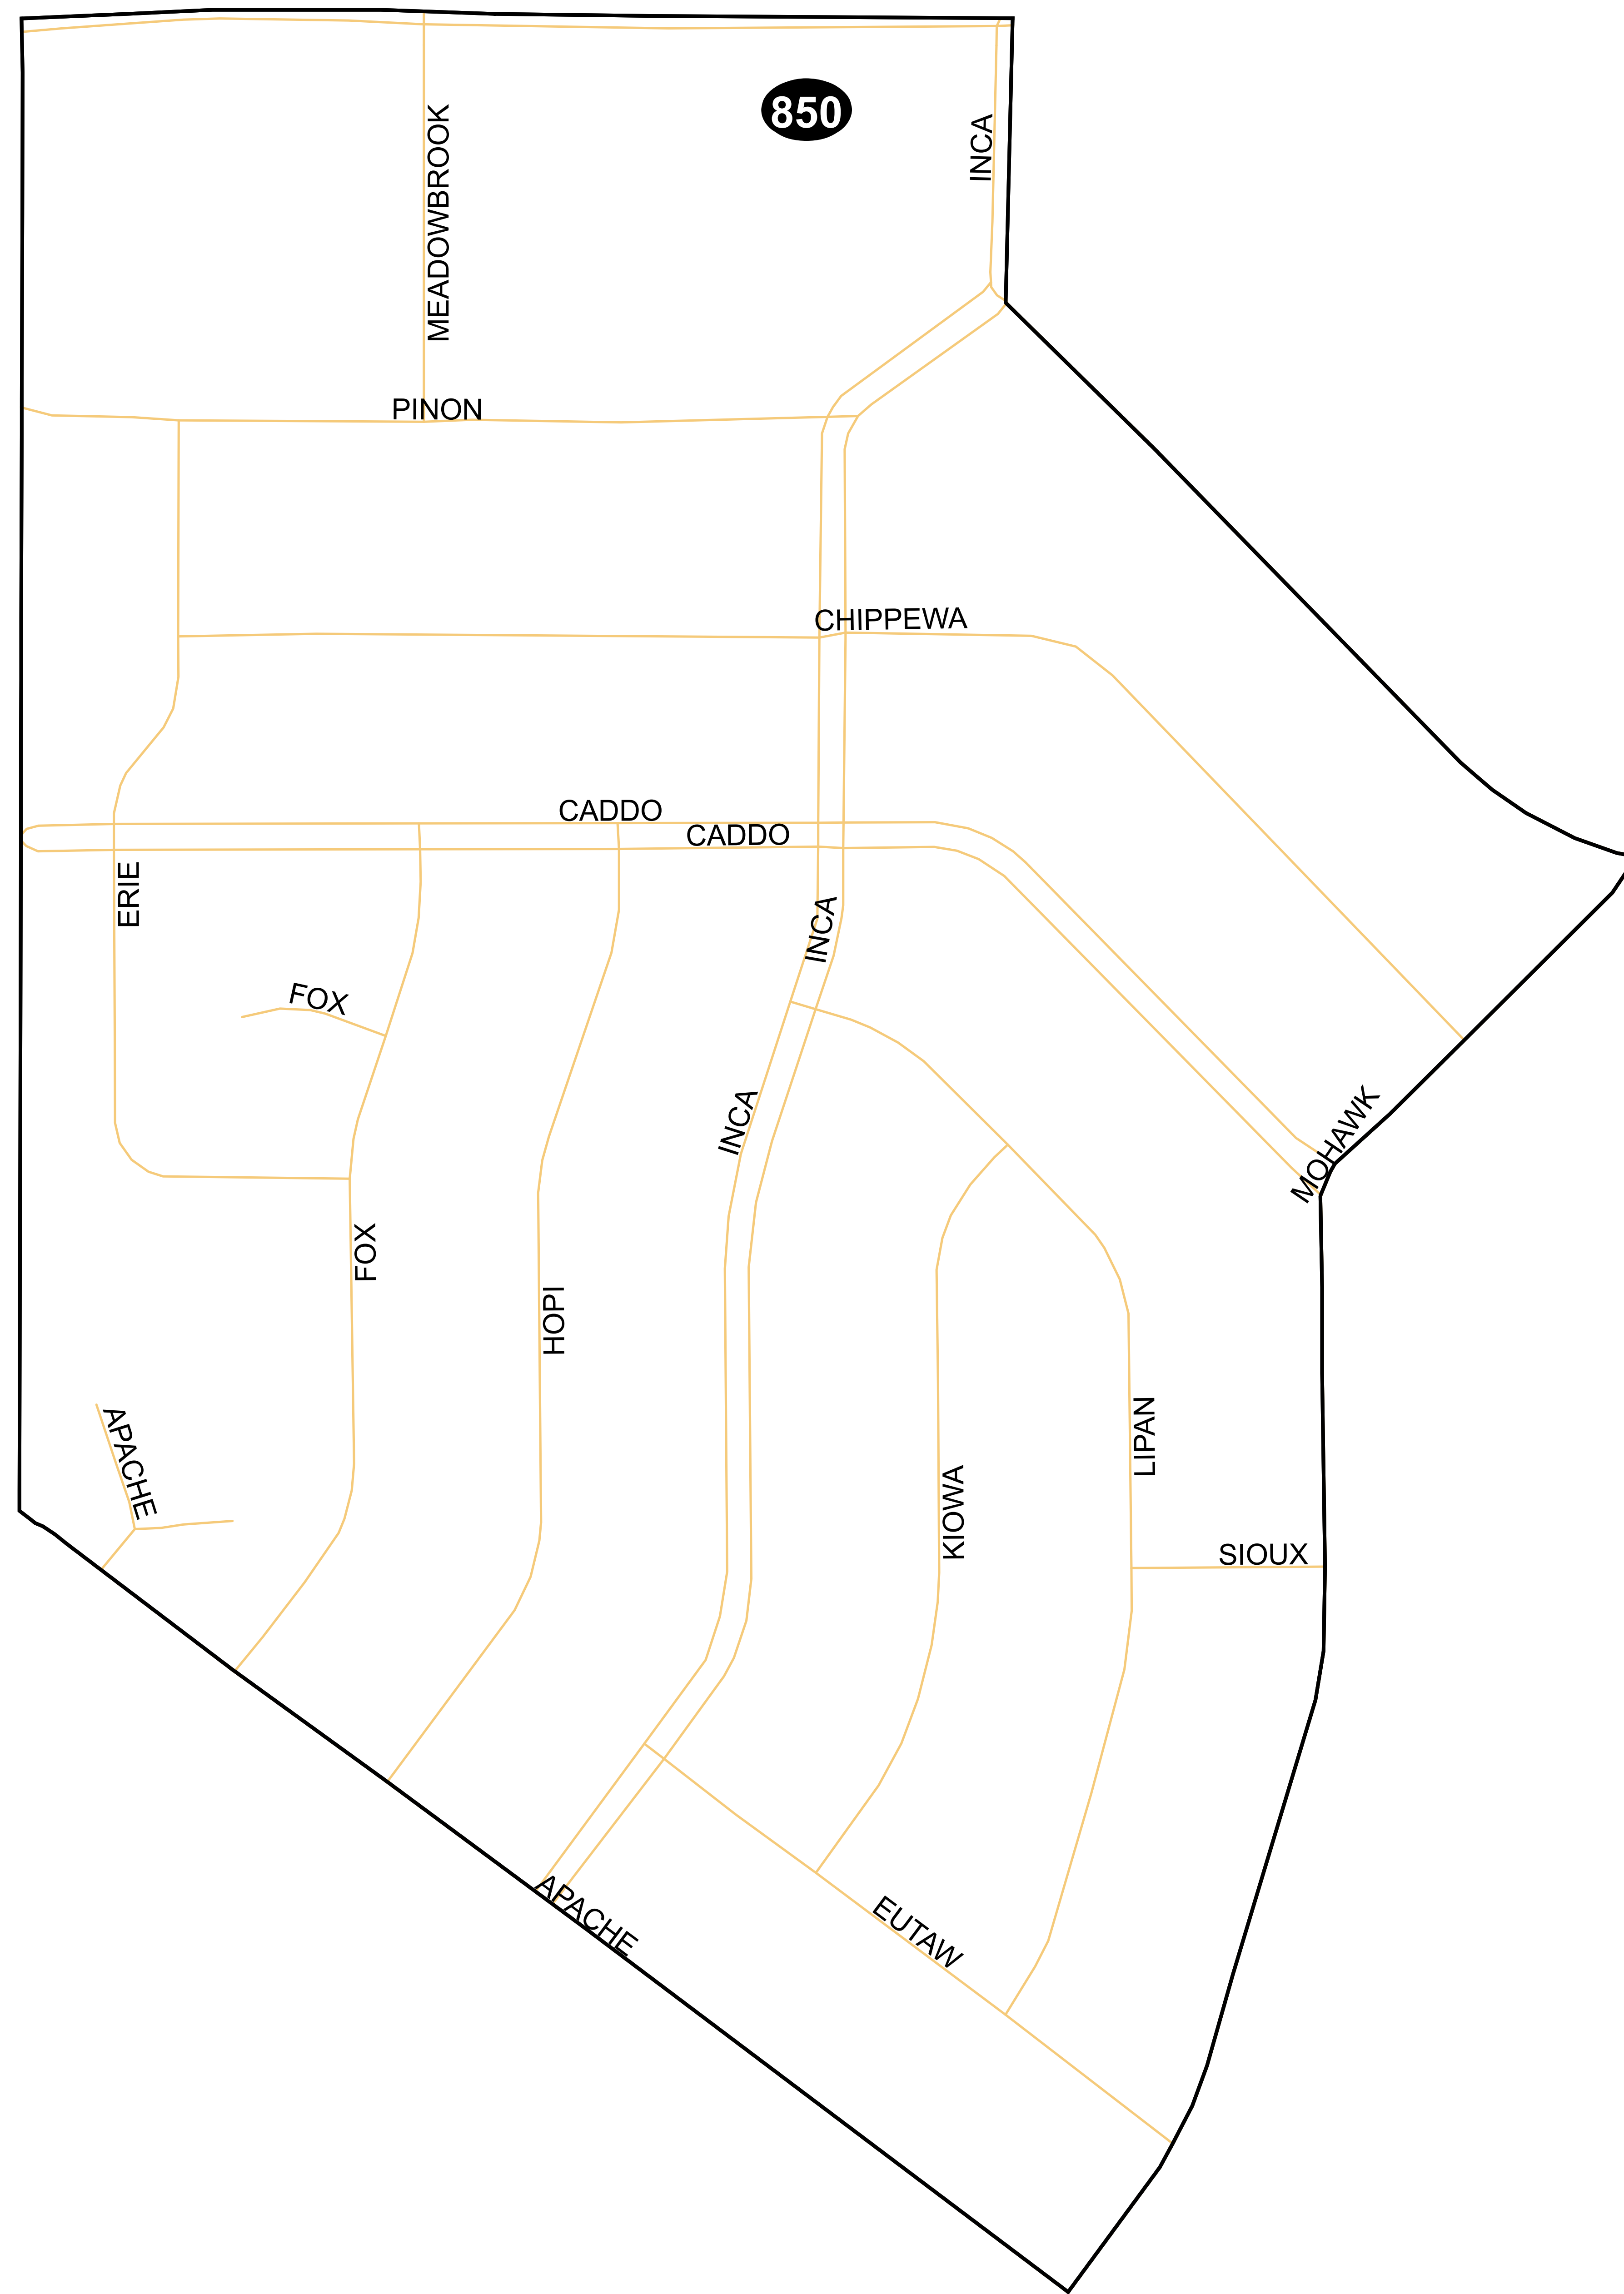 850
MEADOWBROOK
INCA
PINON
CHIPPEWA
CADDO
CADDO
ERIE
INCA
FOX
INCA
MOHAWK
FOX
HOPI
APACHE
LIPAN
KIOWA
SIOUX
APACHE
EUTAW